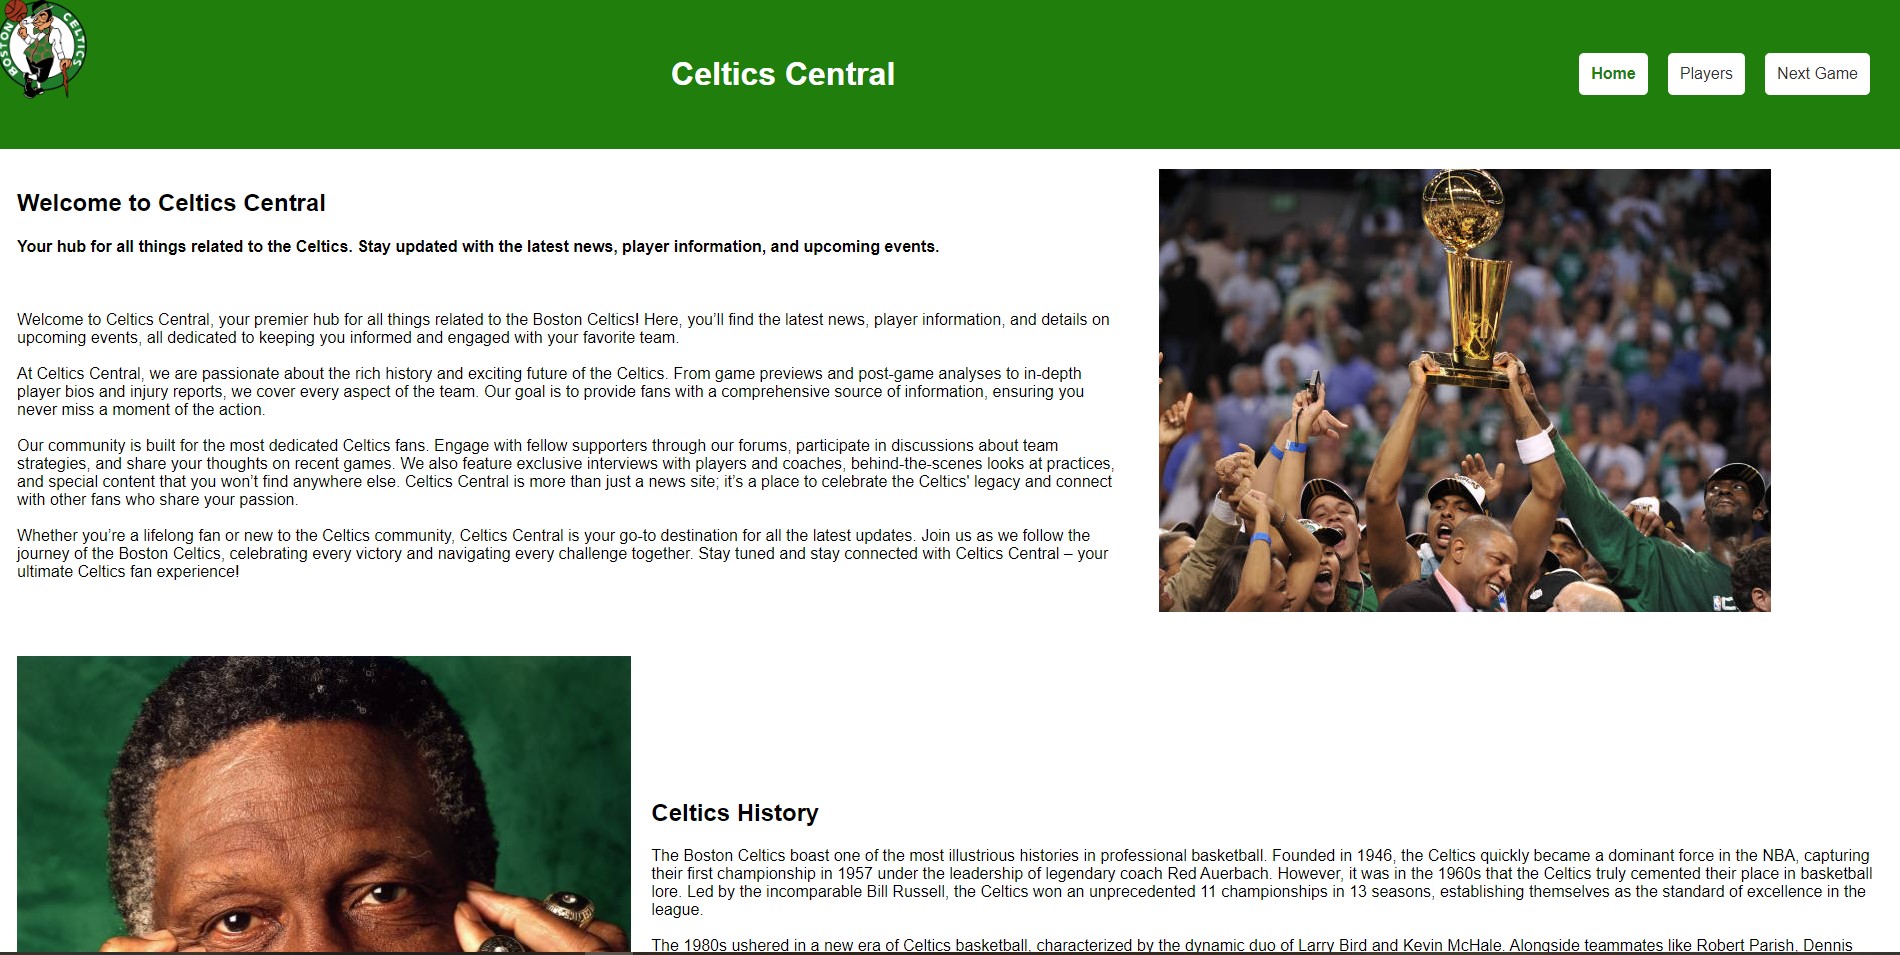 BOSTON CELTICS
Celtics Central
Home
Players
Next Game
Welcome to Celtics Central
Your hub for all things related to the Celtics. Stay updated with the latest news, player information, and upcoming events.
Welcome to Celtics Central, your premier hub for all things related to the Boston Celtics! Here, you’ll find the latest news, player information, and details on
upcoming events, all dedicated to keeping you informed and engaged with your favorite team.
At Celtics Central, we are passionate about the rich history and exciting future of the Celtics. From game previews and post-game analyses to in-depth
player bios and injury reports, we cover every aspect of the team. Our goal is to provide fans with a comprehensive source of information, ensuring you
never miss a moment of the action.
Our community is built for the most dedicated Celtics fans. Engage with fellow supporters through our forums, participate in discussions about team
strategies, and share your thoughts on recent games. We also feature exclusive interviews with players and coaches, behind-the-scenes looks at practices,
and special content that you won’t find anywhere else. Celtics Central is more than just a news site; it’s a place to celebrate the Celtics' legacy and connect
with other fans who share your passion.
Whether you’re a lifelong fan or new to the Celtics community, Celtics Central is your go-to destination for all the latest updates. Join us as we follow the
journey of the Boston Celtics, celebrating every victory and navigating every challenge together. Stay tuned and stay connected with Celtics Central – your
ultimate Celtics fan experience!
Celtics History
The Boston Celtics boast one of the most illustrious histories in professional basketball. Founded in 1946, the Celtics quickly became a dominant force in the NBA, capturing
their first championship in 1957 under the leadership of legendary coach Red Auerbach. However, it was in the 1960s that the Celtics truly cemented their place in basketball
lore. Led by the incomparable Bill Russell, the Celtics won an unprecedented 11 championships in 13 seasons, establishing themselves as the standard of excellence in the
league.
The 1980s ushered in a new era of Celtics basketball, characterized by the dynamic duo of Larry Bird and Kevin McHale. Alongside teammates like Robert Parish, Dennis